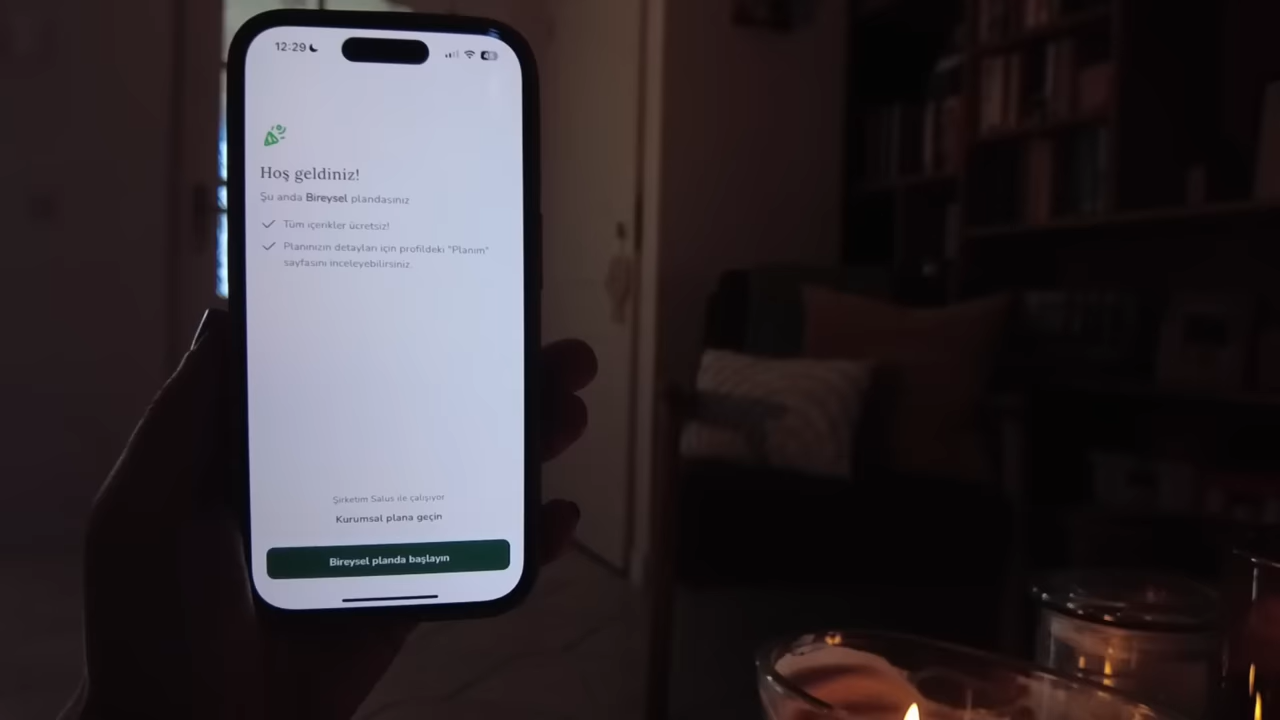 12:29
Hoş geldiniz!
Şu anda Bireysel plandasınız
Tüm içerikler ücretsiz!
Planınızın detayları için profildeki "Planım"
sayfasını inceleyebilirsiniz.
Şirketim Salus ile çalışıyor
Kurumsal plana geçin
Bireysel planda başlayın